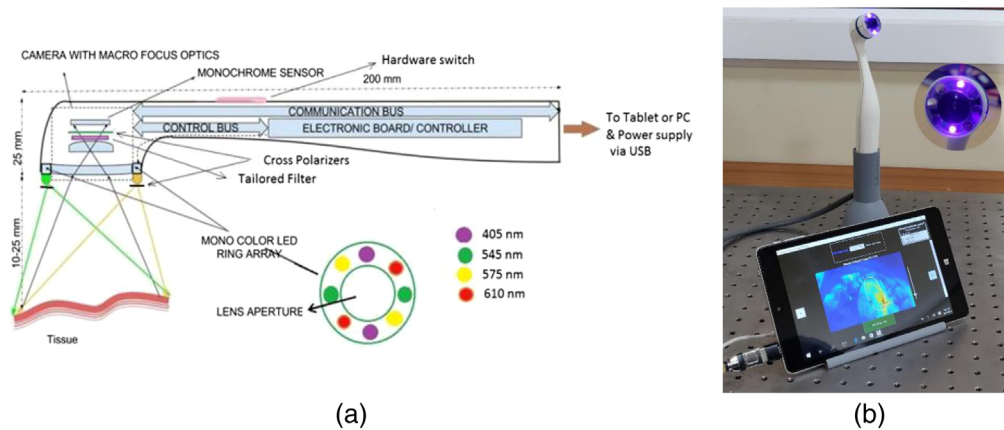 Hardware switch
CAMERA WITH MACRO FOCUS OPTICS
MONOCHROME SENSOR
200 mm
COMMUNICATION BUS
CONTROL BUS
ELECTRONIC BOARD/ CONTROLLER
To Tablet or PC
& Power supply
via USB
25 mm
Cross Polarizers
Tailored Filter
10-25 mm
MONO COLOR LED
RING ARRAY
LENS APERTURE
405 nm
545 nm
575 nm
610 nm
Tissue
(a)
(b)